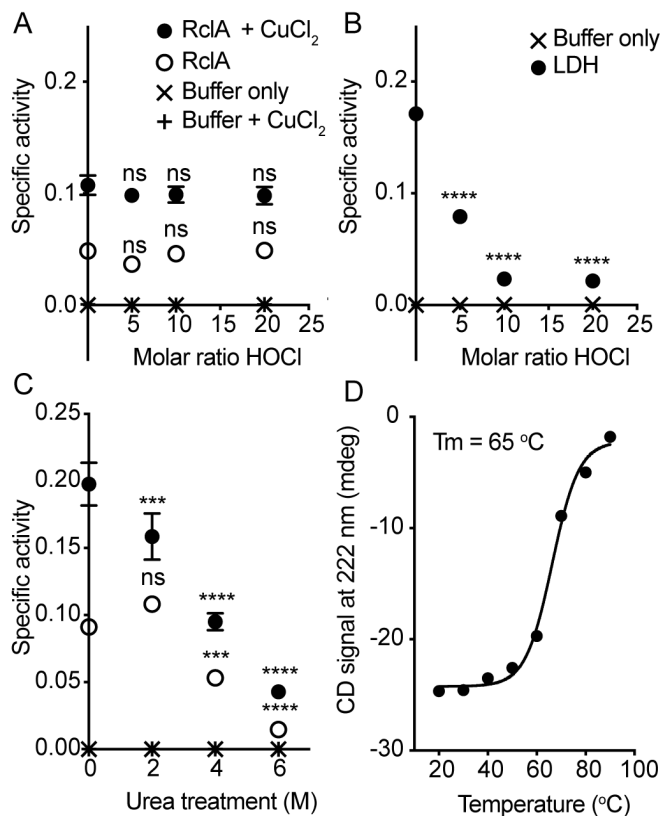 A
● RclA + CuCl₂
○ RclA
× Buffer only
+ Buffer + CuCl₂
Specific activity
0.2
0.1
0.0
ns
ns
ns
ns
ns
ns
5
10
15
20
25
Molar ratio HOCl
B
× Buffer only
● LDH
Specific activity
0.2
0.1
0.0
****
****
****
5
10
15
20
25
Molar ratio HOCl
C
Specific activity
0.25
0.20
0.15
0.10
0.05
0.00
***
ns
****
***
****
****
0
2
4
6
Urea treatment (M)
D
Tm = 65 ºC
CD signal at 222 nm (mdeg)
0
-10
-20
-30
20
40
60
80
100
Temperature (ºC)